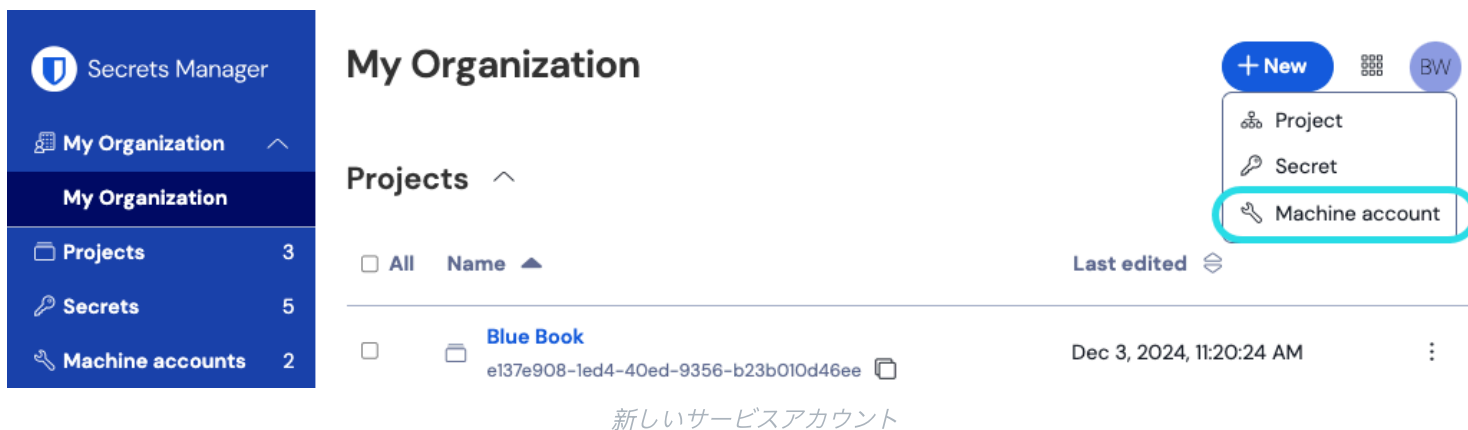 Secrets Manager
My Organization
My Organization
Projects 3
Secrets 5
Machine accounts 2
My Organization
+ New
BW
Project
Secret
Machine account
Projects
All Name Last edited
Blue Book
e137e908-1ed4-40ed-9356-b23b010d46ee
Dec 3, 2024, 11:20:24 AM
新しいサービスアカウント